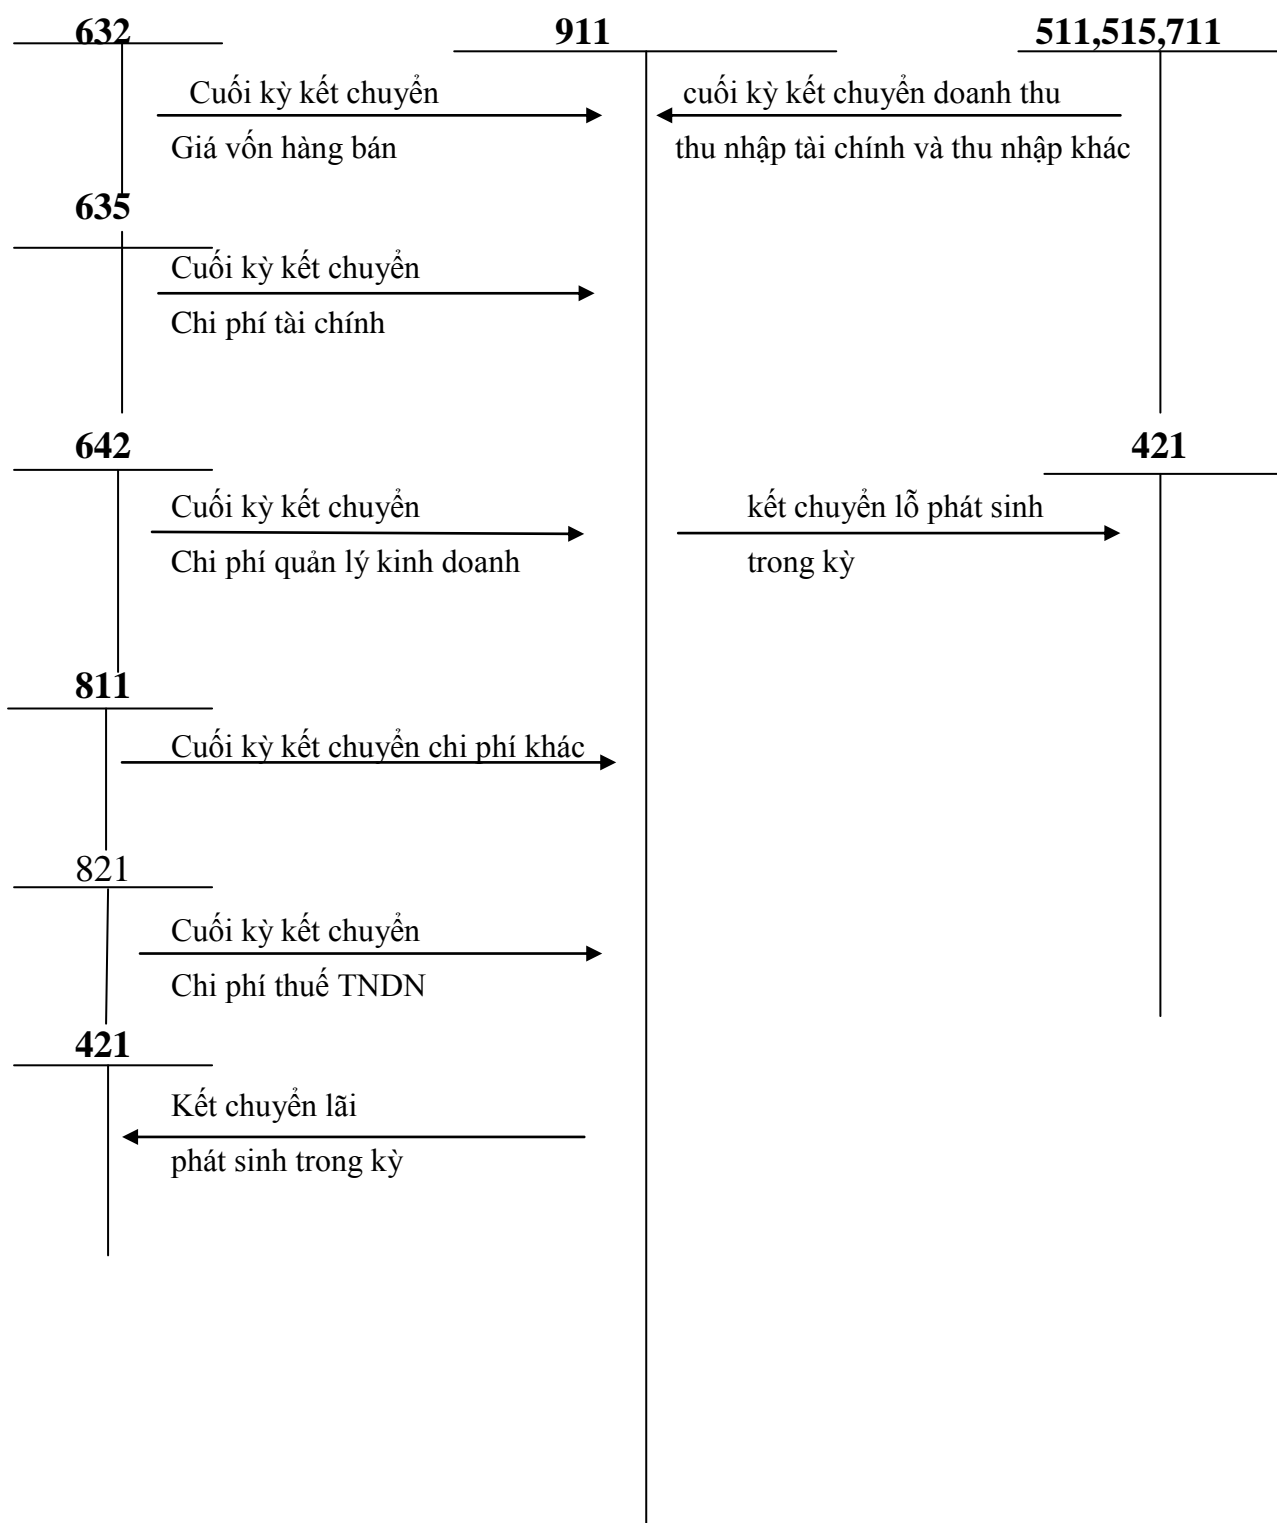 632
911
511,515,711
Cuối kỳ kết chuyển
cuối kỳ kết chuyển doanh thu
Giá vốn hàng bán
thu nhập tài chính và thu nhập khác
635
Cuối kỳ kết chuyển
Chi phí tài chính
642
421
Cuối kỳ kết chuyển
kết chuyển lỗ phát sinh
Chi phí quản lý kinh doanh
trong kỳ
811
Cuối kỳ kết chuyển chi phí khác
821
Cuối kỳ kết chuyển
Chi phí thuế TNDN
421
Kết chuyển lãi
phát sinh trong kỳ